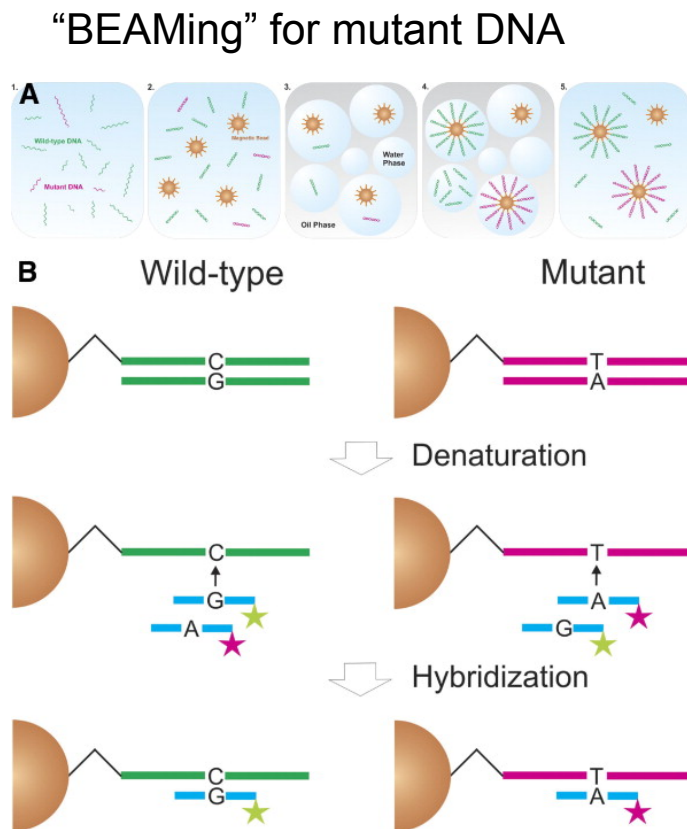 “BEAMing” for mutant DNA
A
1.
2.
3.
4.
5.
Wild-type DNA
Mutant DNA
Magnetic Bead
Water
Phase
Oil Phase
B
Wild-type
Mutant
C
G
T
A
Denaturation
C
G
A
T
A
G
Hybridization
C
G
T
A